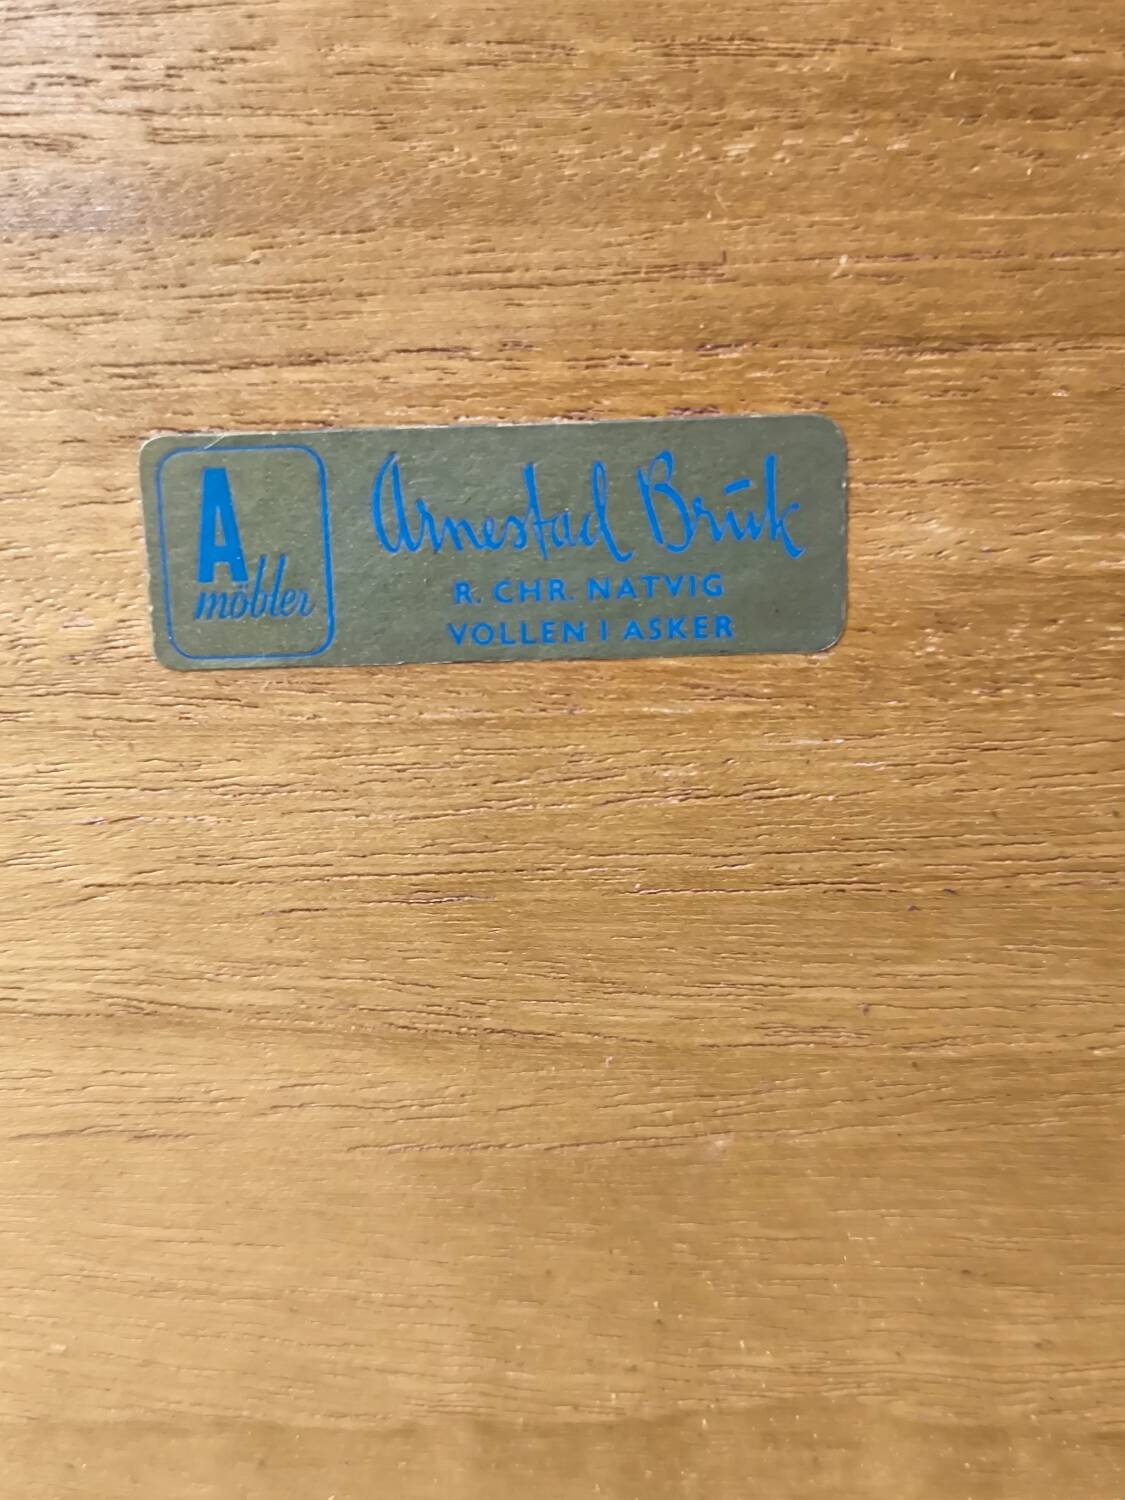 A
möbler
Arnestad Bruk
R. CHR. NATVIG
VOLLEN I ASKER